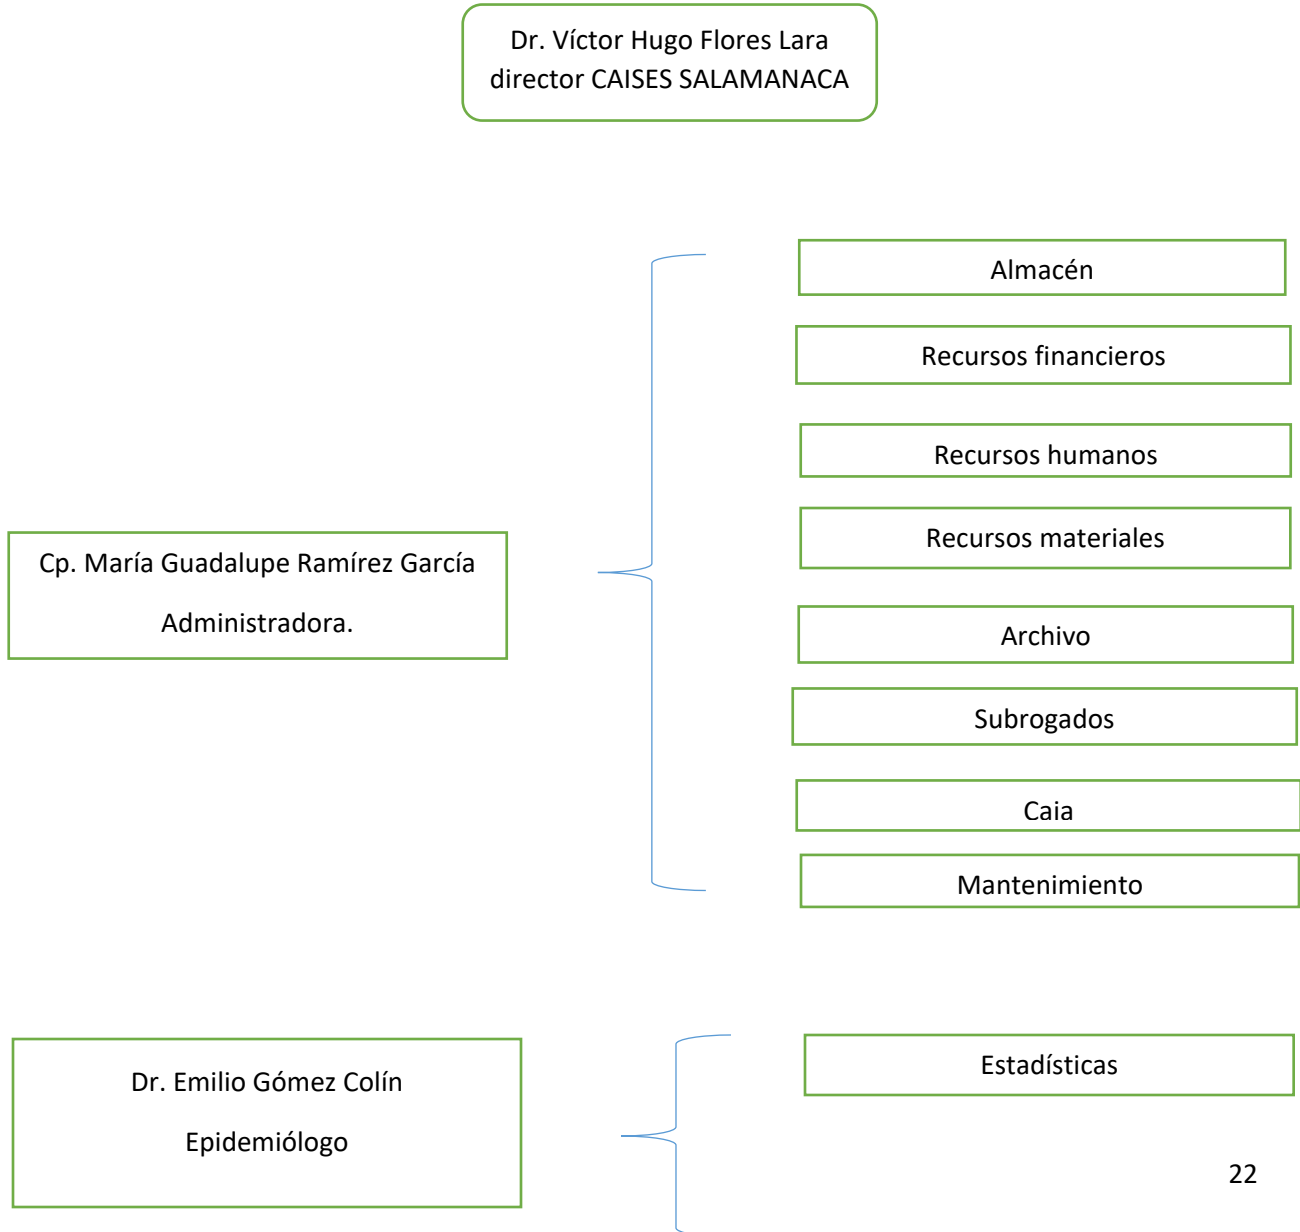 Dr. Víctor Hugo Flores Lara
director CAISES SALAMANACA
Almacén
Recursos financieros
Recursos humanos
Recursos materiales
Cp. María Guadalupe Ramírez García
Administradora.
Archivo
Subrogados
Caia
Mantenimiento
Dr. Emilio Gómez Colín
Epidemiólogo
Estadísticas
22